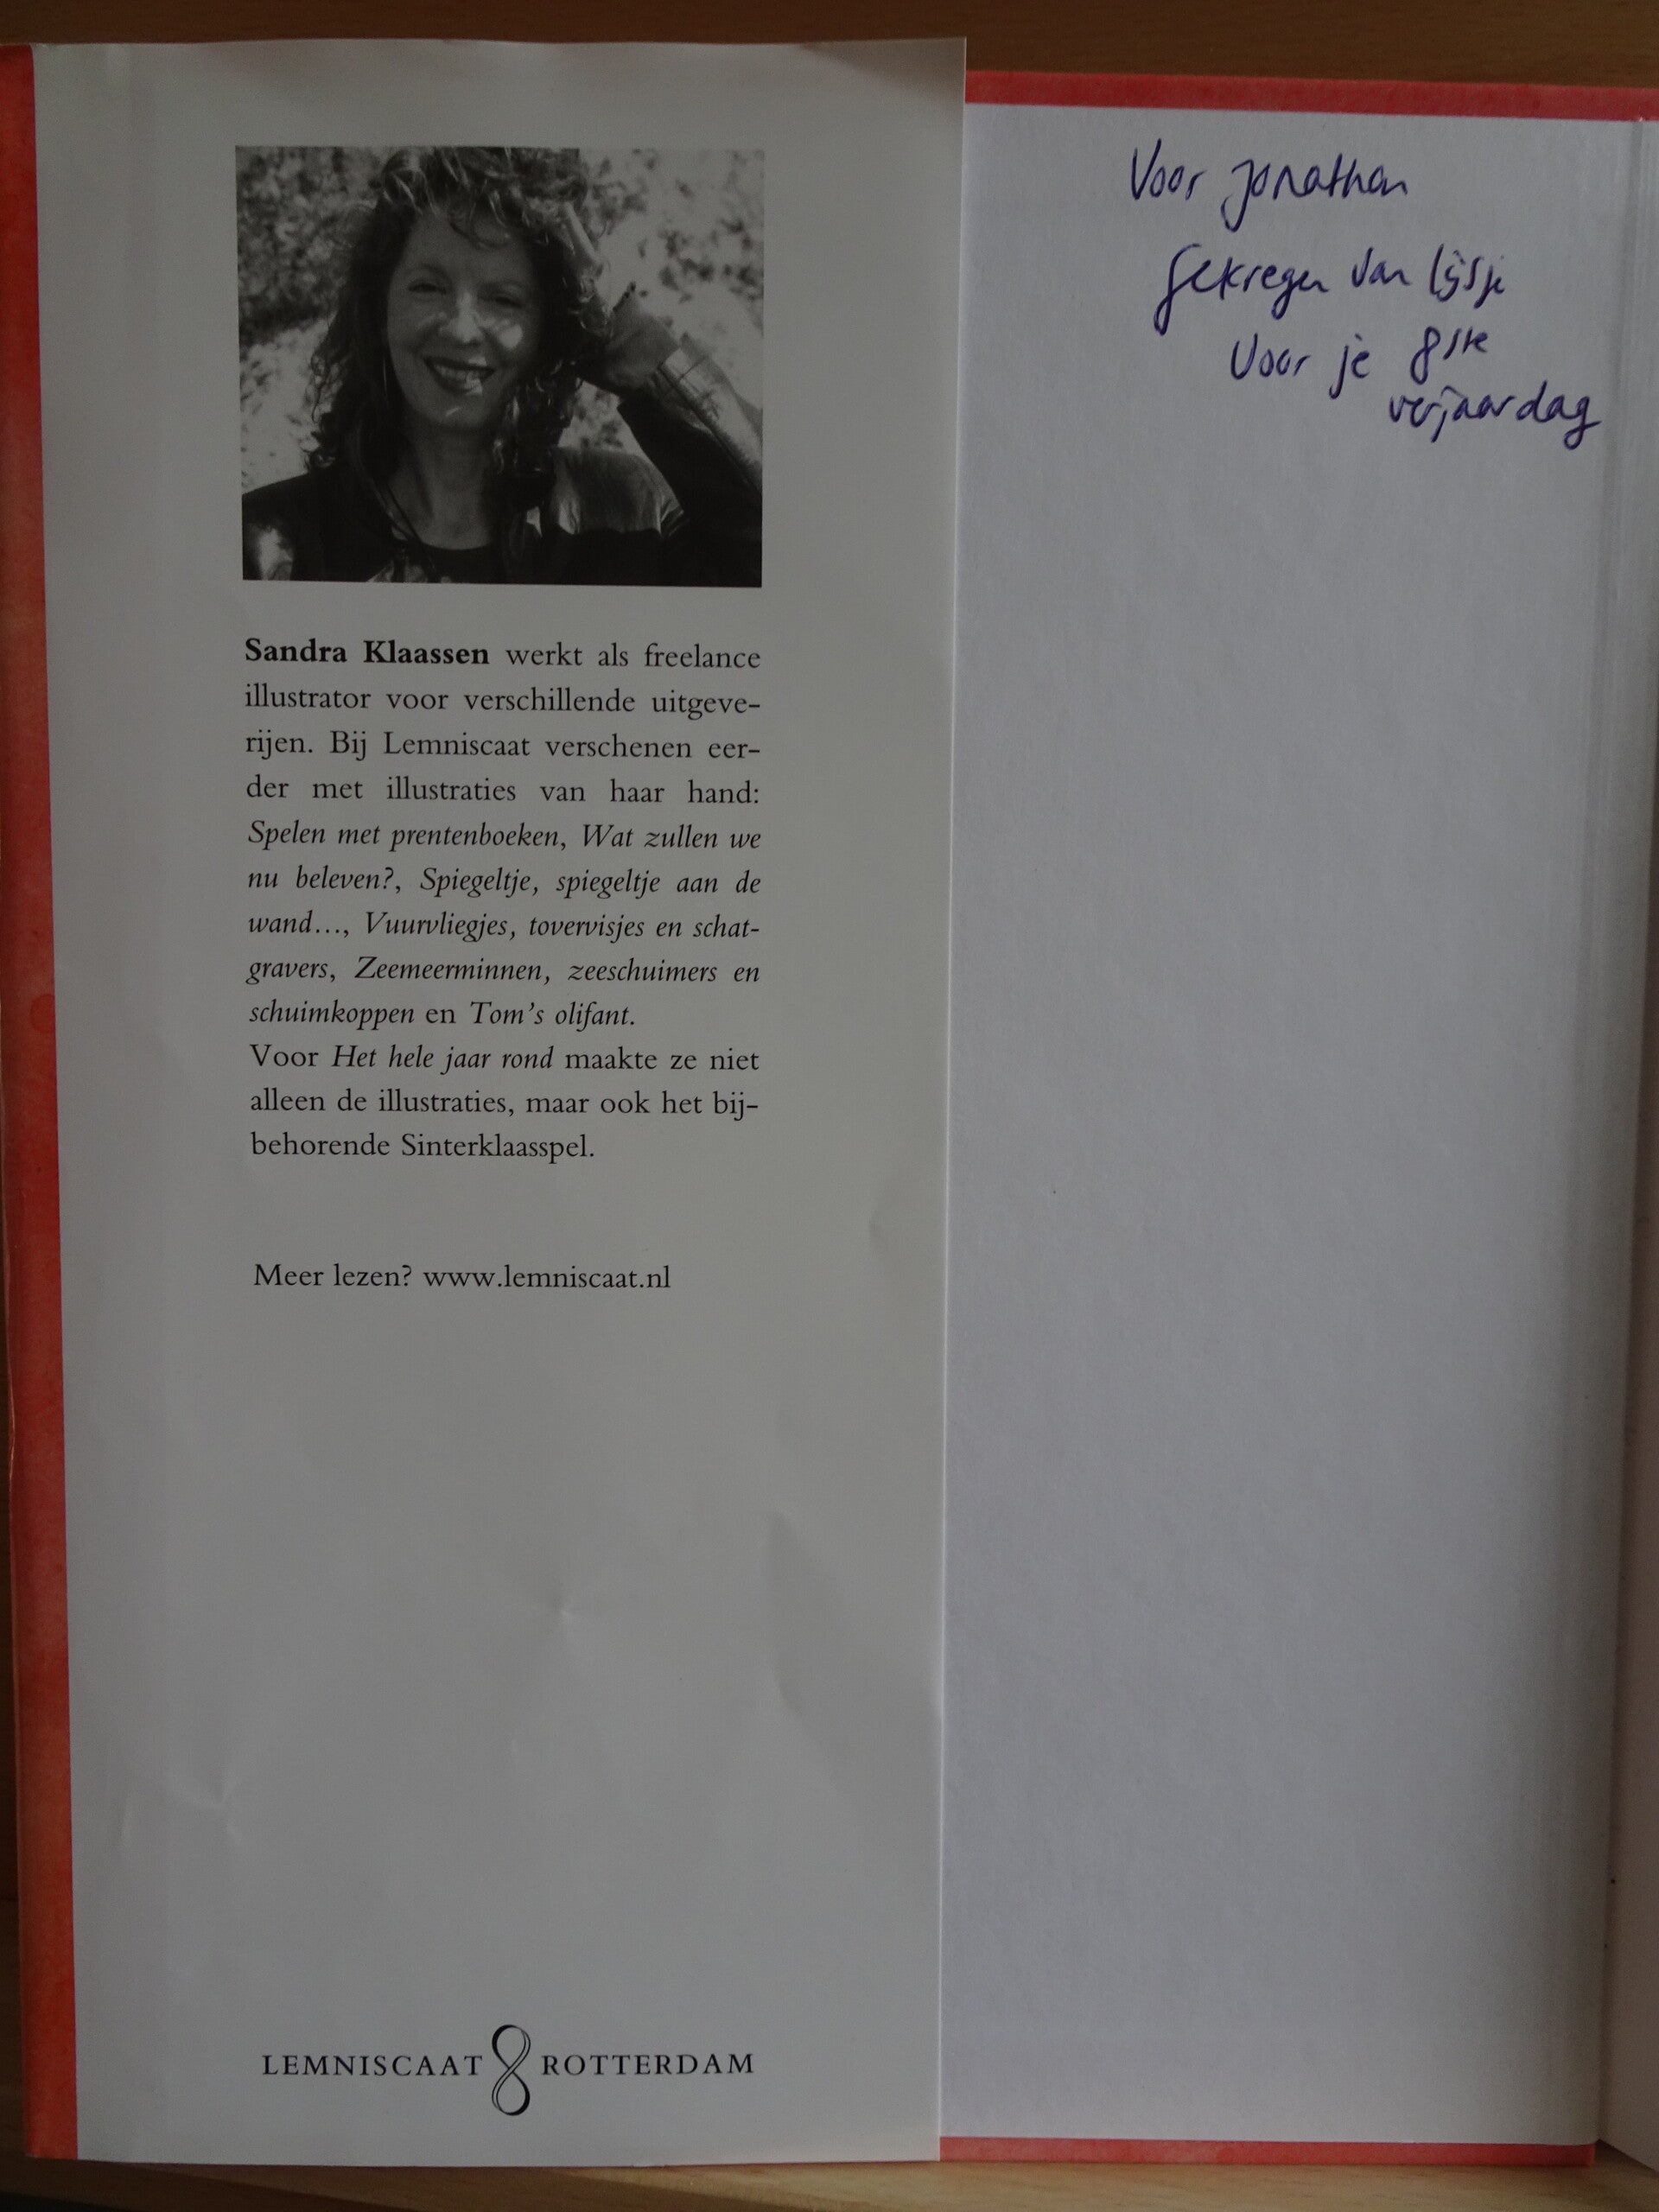 Sandra Klaassen werkt als freelance
illustrator voor verschillende uitgeve-
rijen. Bij Lemniscaat verschenen eer-
der met illustraties van haar hand:
Spelen met prentenboeken, Wat zullen we
nu beleven?, Spiegeltje, spiegeltje aan de
wand..., Vuurvliegjes, tovervisjes en schat-
gravers, Zeemeerminnen, zeeschuimers en
schuimkoppen en Tom's olifant.
Voor Het hele jaar rond maakte ze niet
alleen de illustraties, maar ook het bij-
behorende Sinterklaasspel.
Meer lezen? www.lemniscaat.nl
LEMNISCAAT ROTTERDAM
Voor Jonathan
Gekregen van lijsje
Voor je 8ste
verjaardag